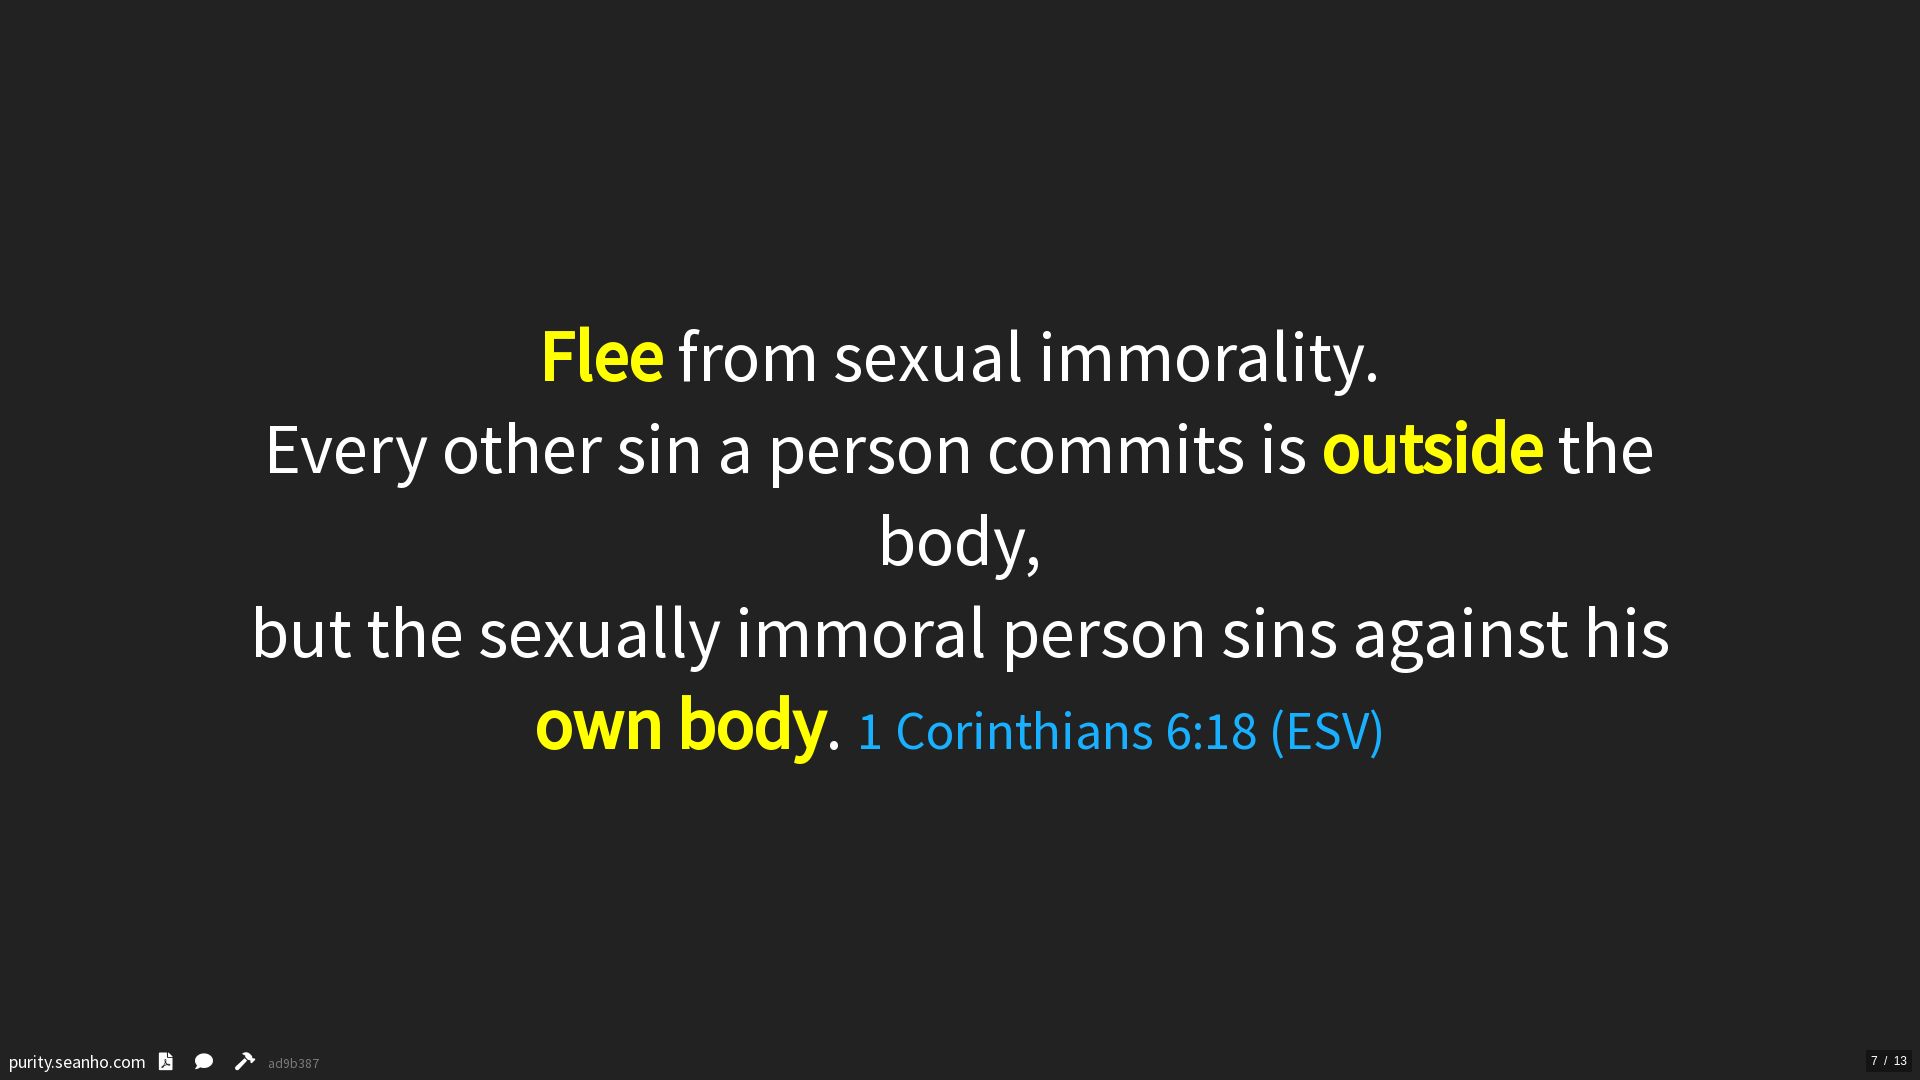 Flee from sexual immorality.
Every other sin a person commits is outside the
body,
but the sexually immoral person sins against his
own body. 1 Corinthians 6:18 (ESV)
purity.seanho.com ad9b387
7 / 13